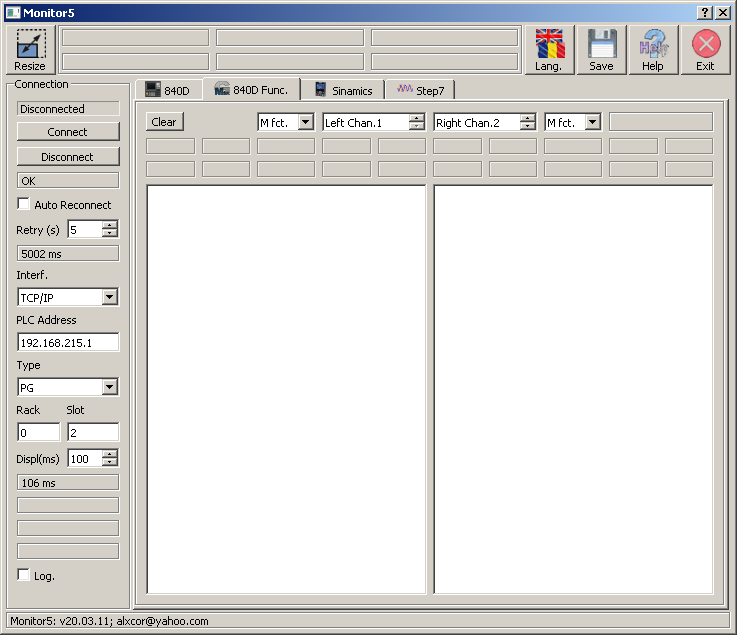 Monitor5
Resize
Lang.
Save
Help
Help
Exit
Connection
Disconnected
Connect
Disconnect
OK
Auto Reconnect
Retry (s) 5
5002 ms
Interf.
TCP/IP
PLC Address
192.168.215.1
Type
PG
Rack Slot
0 2
Displ(ms) 100
106 ms
Log.
840D 840D Func. Sinamics Step7
Clear M fct. Left Chan.1 Right Chan.2 M fct.
Monitor5: v20.03.11; alxcor@yahoo.com